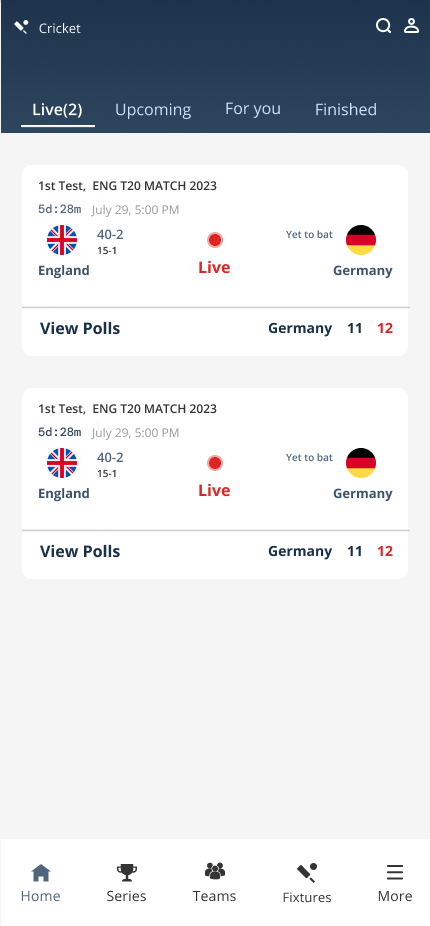 Cricket
Live(2) Upcoming For you Finished
1st Test, ENG T20 MATCH 2023
5d:28m July 29, 5:00 PM
40-2 Yet to bat
15-1
Live
England Germany
View Polls Germany 11 12
1st Test, ENG T20 MATCH 2023
5d:28m July 29, 5:00 PM
40-2 Yet to bat
15-1
Live
England Germany
View Polls Germany 11 12
Home Series Teams Fixtures More